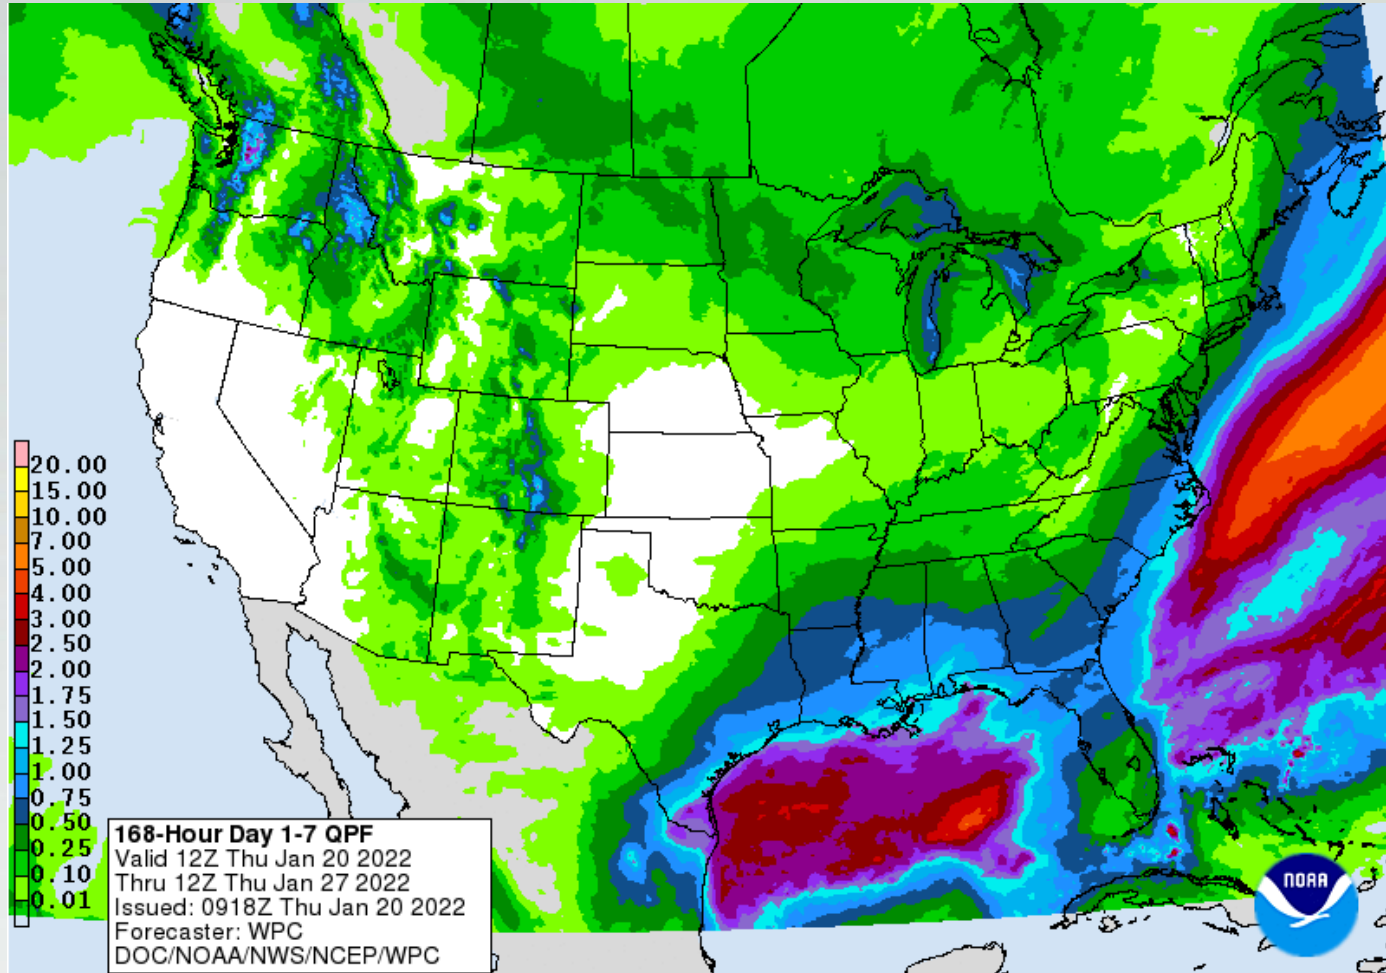 20.00
15.00
10.00
7.00
5.00
4.00
3.00
2.50
2.00
1.75
1.50
1.25
1.00
0.75
0.50
0.25
0.10
0.01
168-Hour Day 1-7 QPF
Valid 12Z Thu Jan 20 2022
Thru 12Z Thu Jan 27 2022
Issued: 0918Z Thu Jan 20 2022
Forecaster: WPC
DOC/NOAA/NWS/NCEP/WPC
NOAA